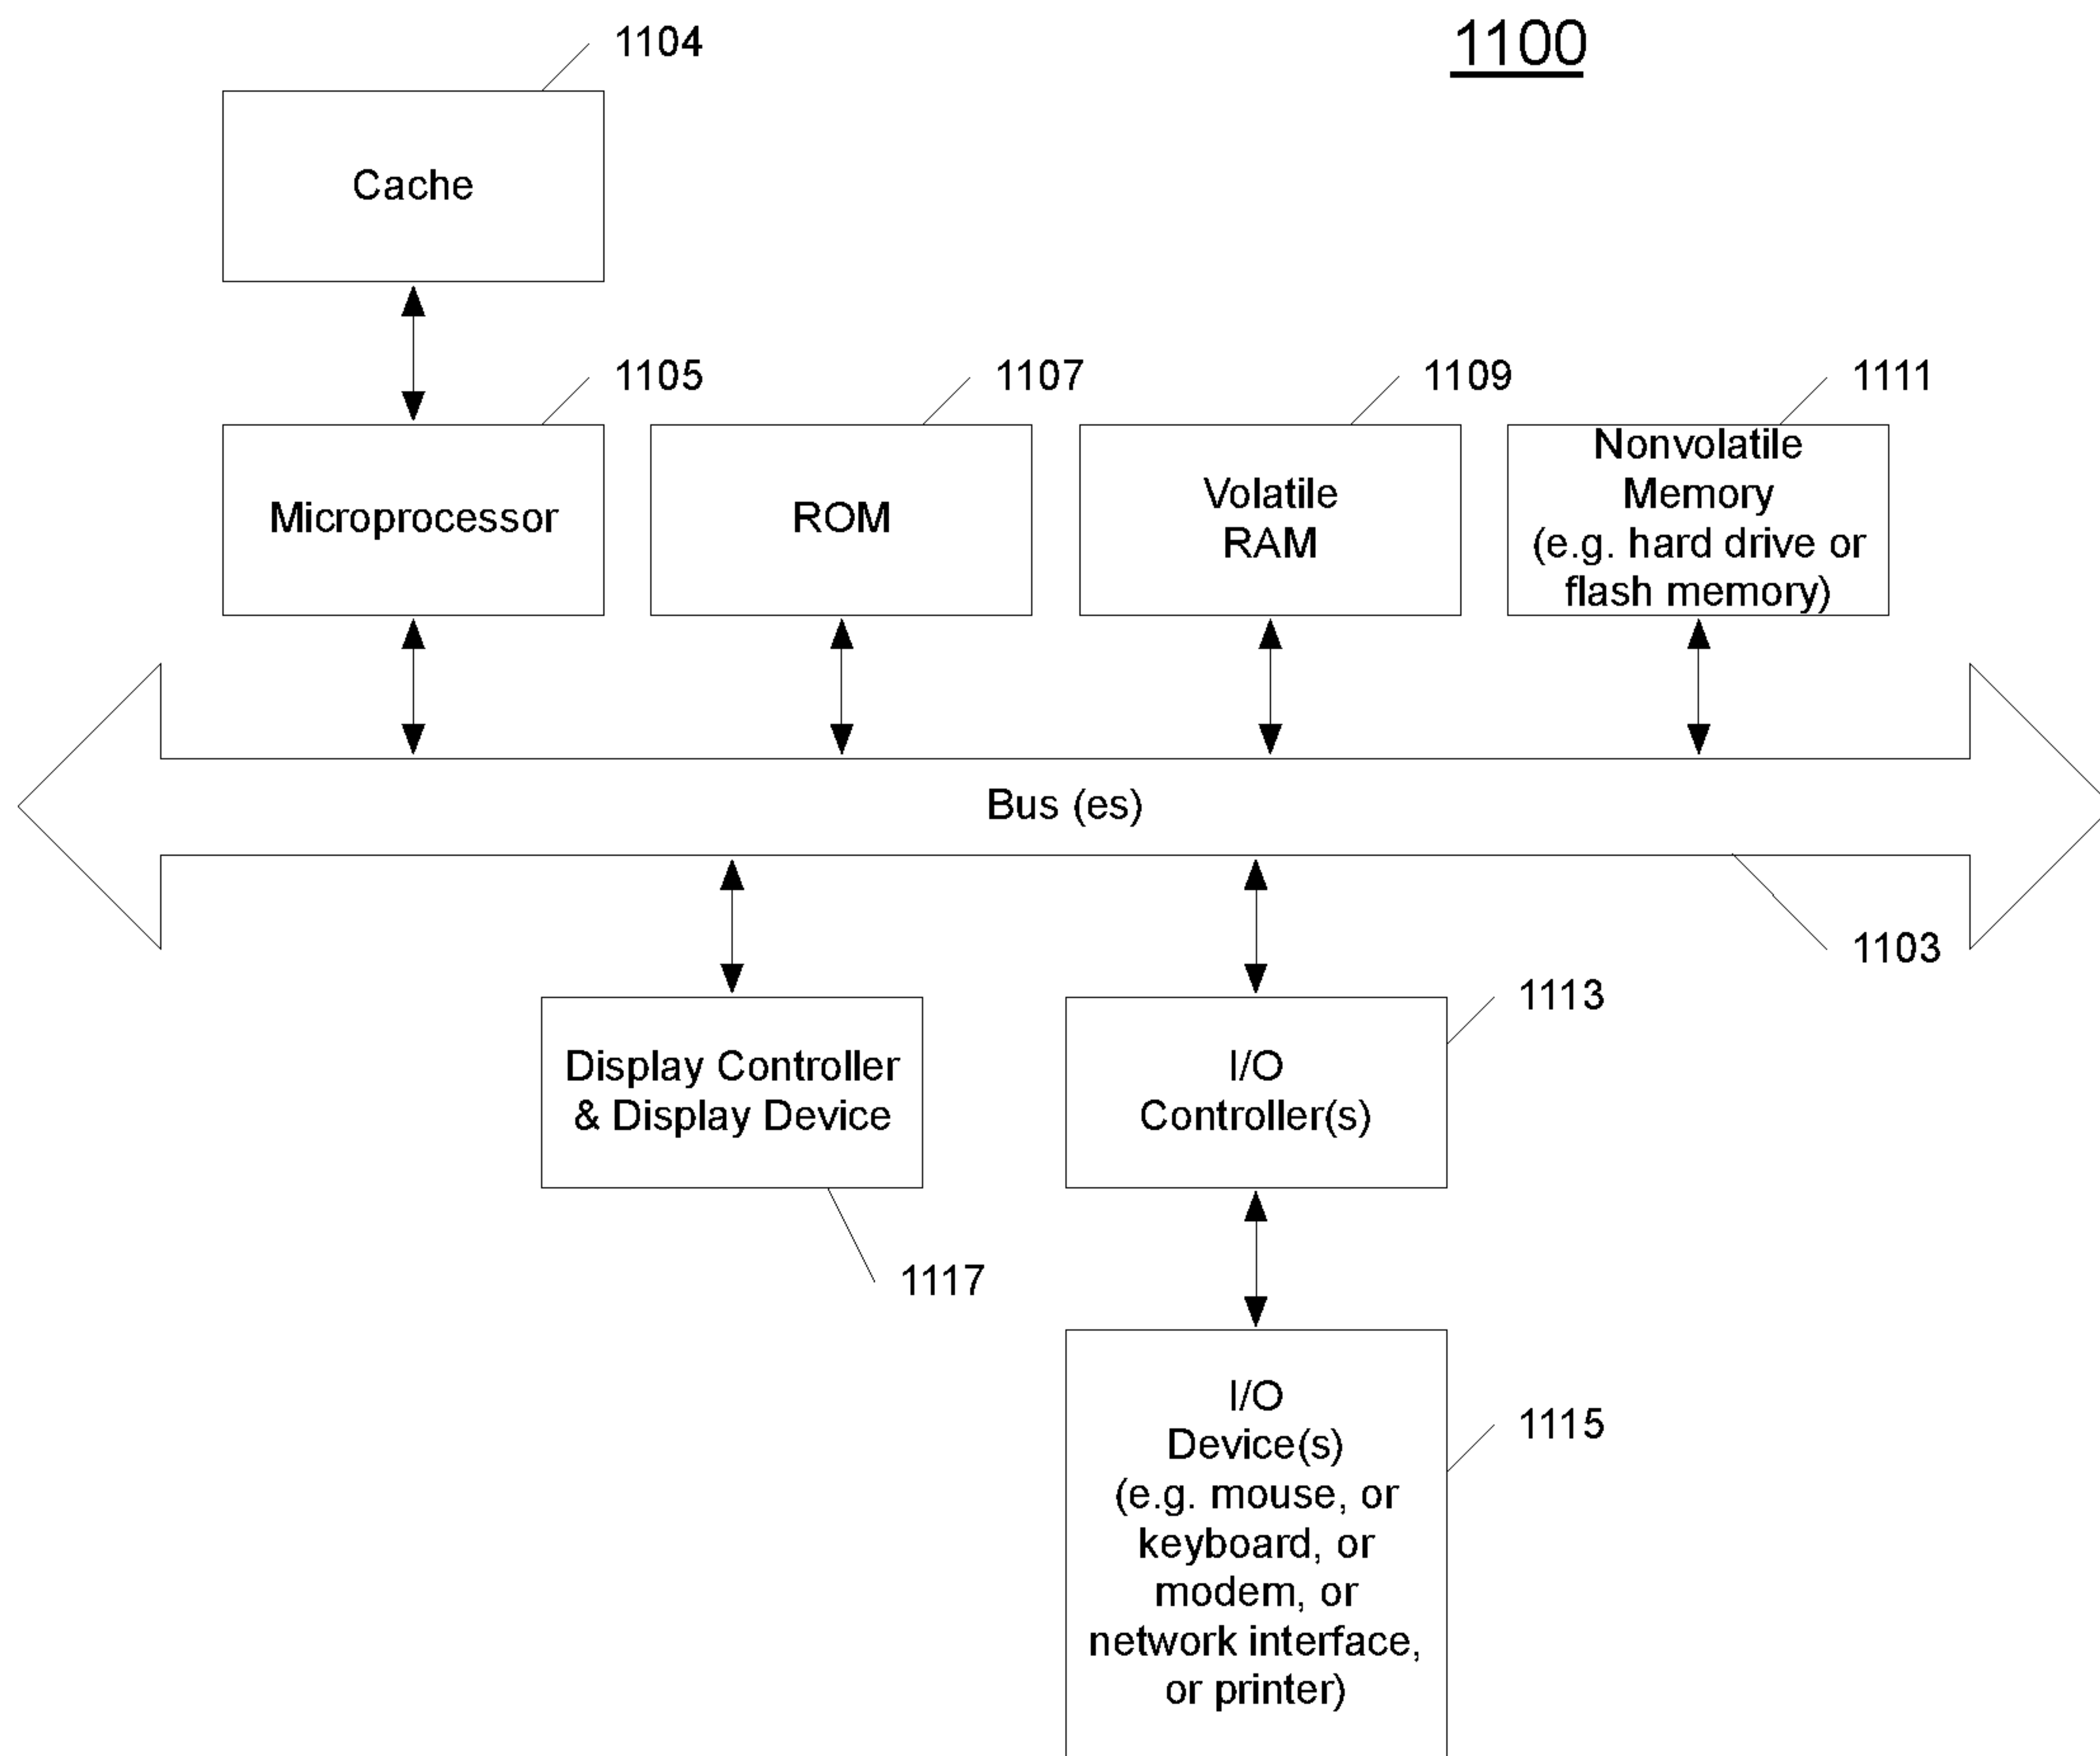 1100
1104
Cache
1105
1107
1109
1111
Microprocessor
ROM
Volatile
RAM
Nonvolatile
Memory
(e.g. hard drive or
flash memory)
Bus (es)
1103
Display Controller
& Display Device
1117
I/O
Controller(s)
1113
I/O
Device(s)
(e.g. mouse, or
keyboard, or
modem, or
network interface,
or printer)
1115